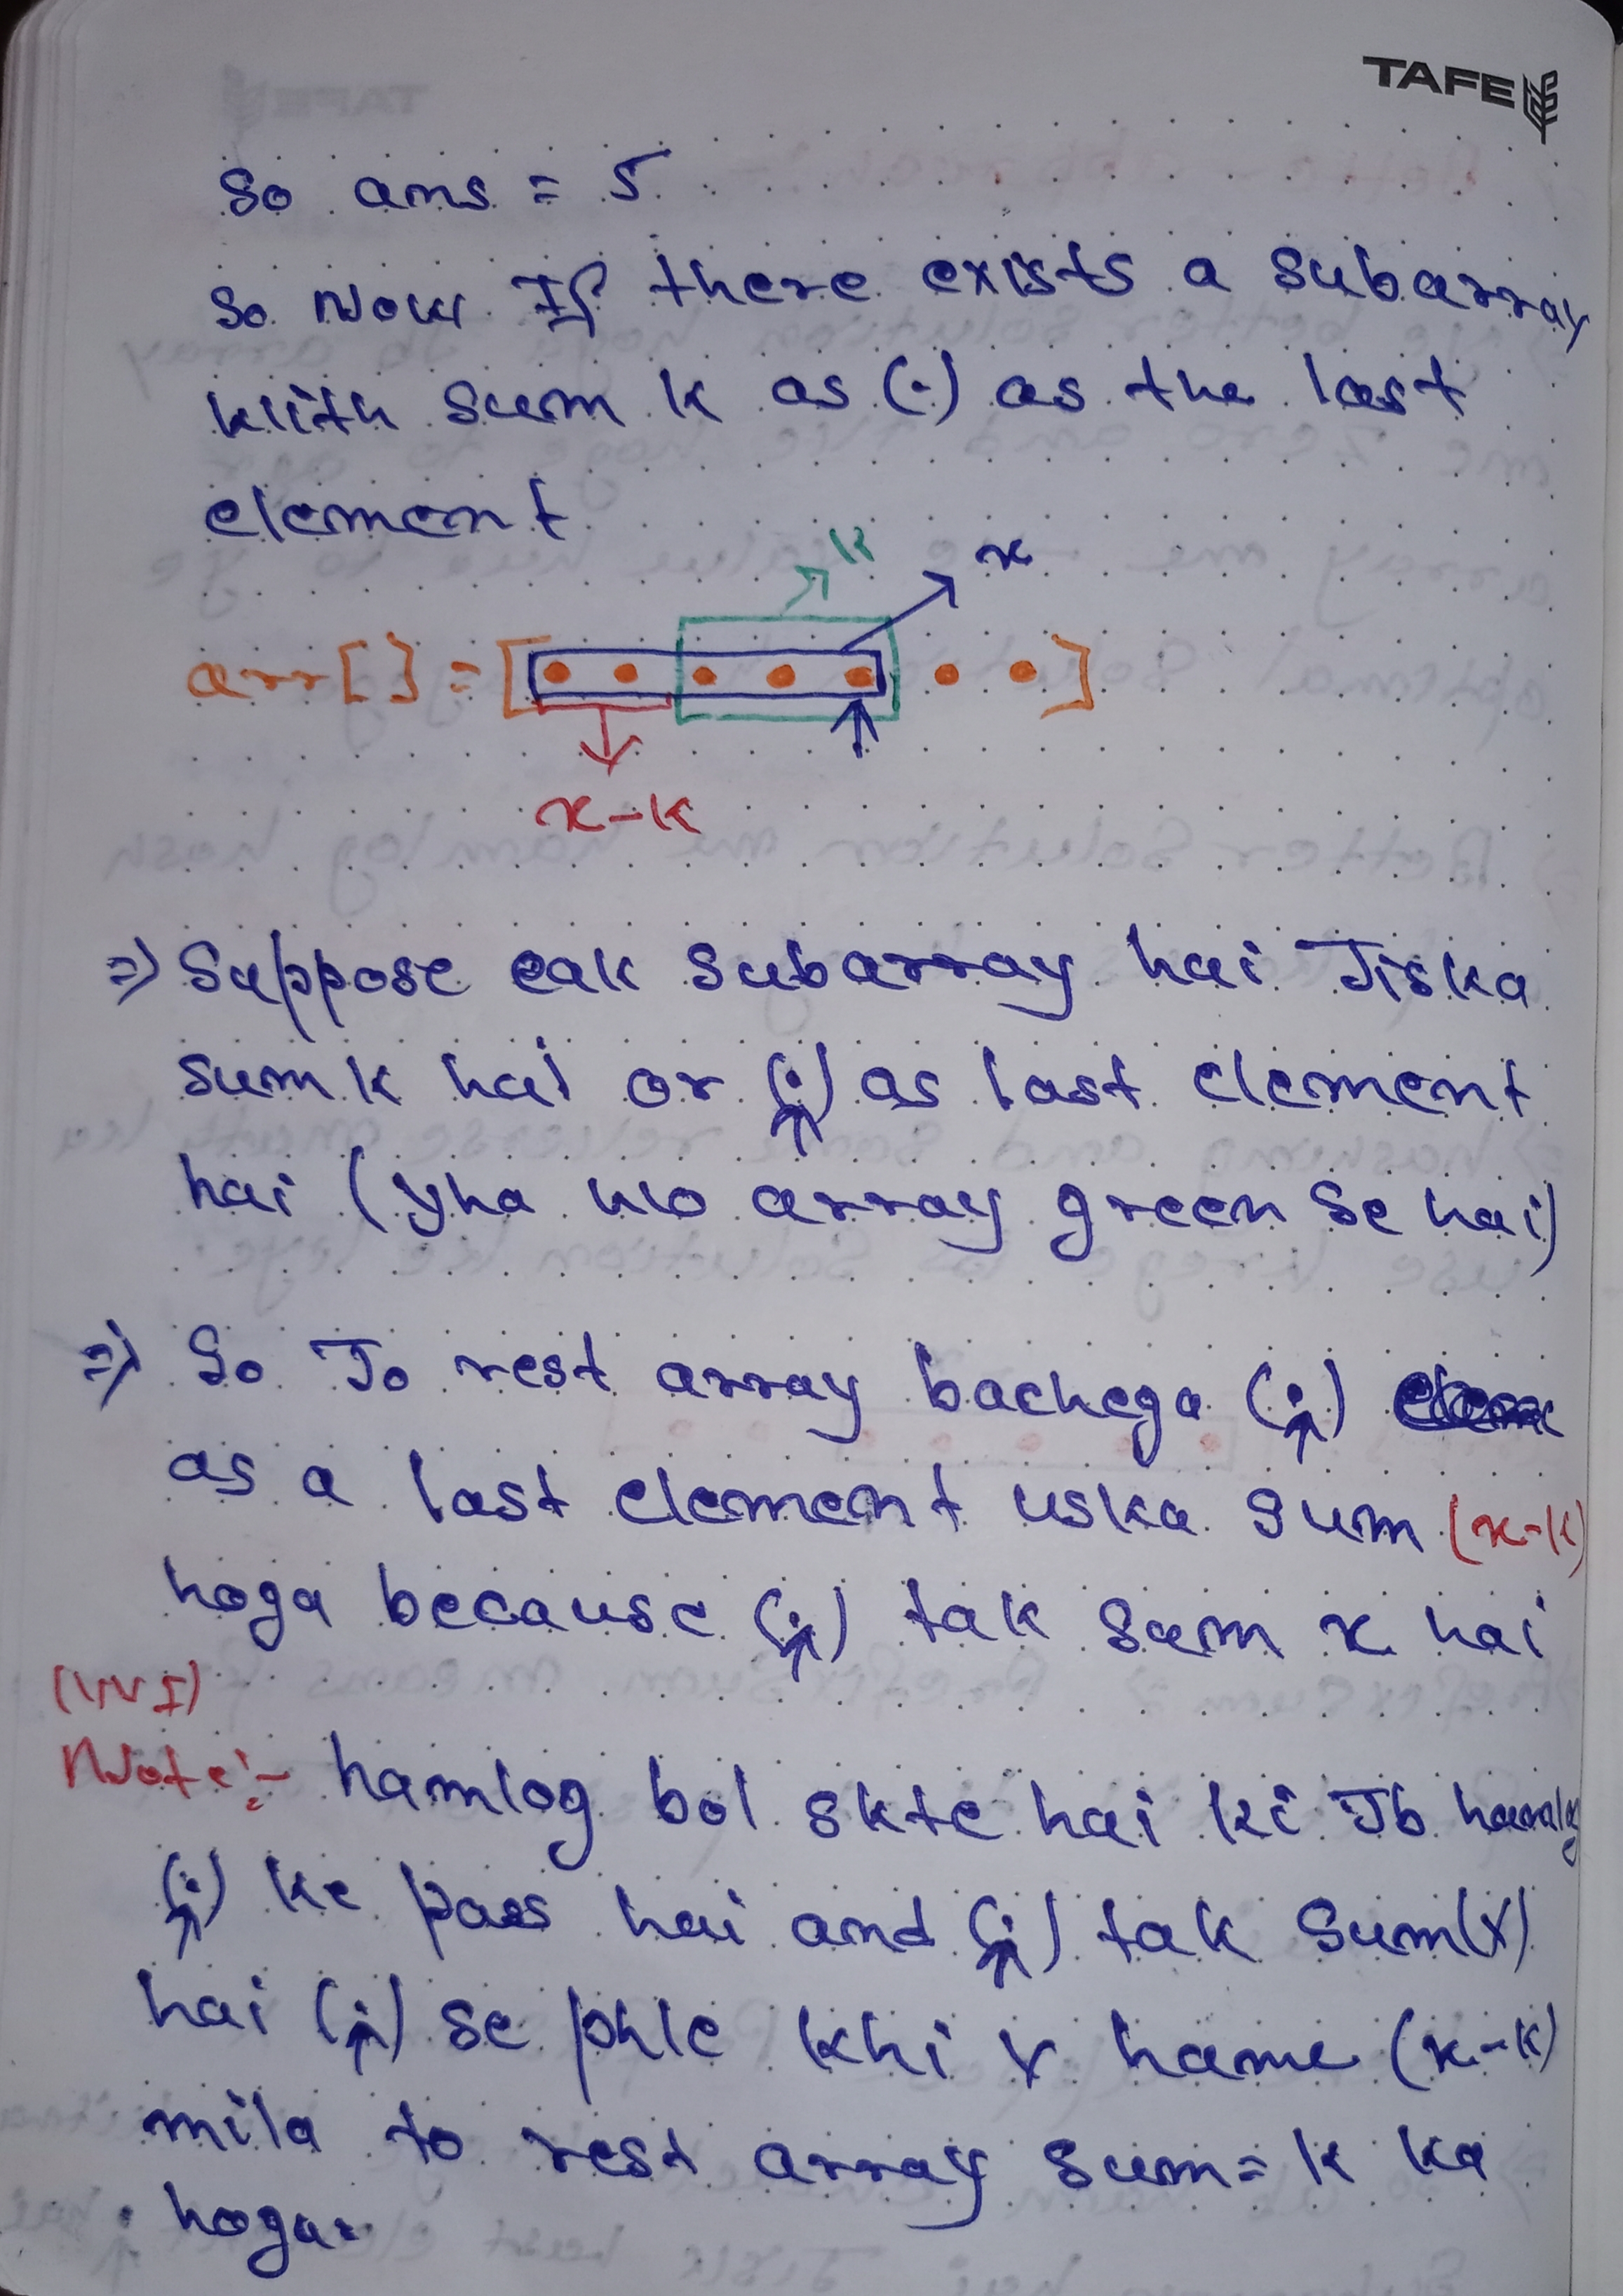 TAFE
So ans = 5
So Now If there exists a subarray
with sum k as (·) as the last
element
k x
arr[] = [• • • • • • •]
x-k
=> Suppose eak subarray hai Jiska
sum k hai or (·↑) as last element
hai (yha wo array green se hai)
=> So Jo rest array bachega (·↑)
as a last element uska sum (x-k)
hoga because (·↑) tak sum x hai
(VVI)
Note:- hamlog bol skte hai ki Jb hamlog
(·↑) ke pass hai and (·↑) tak sum(x)
hai (·↑) se phle khi x hame (x-k)
mila to rest array sum = k ka
hoga.